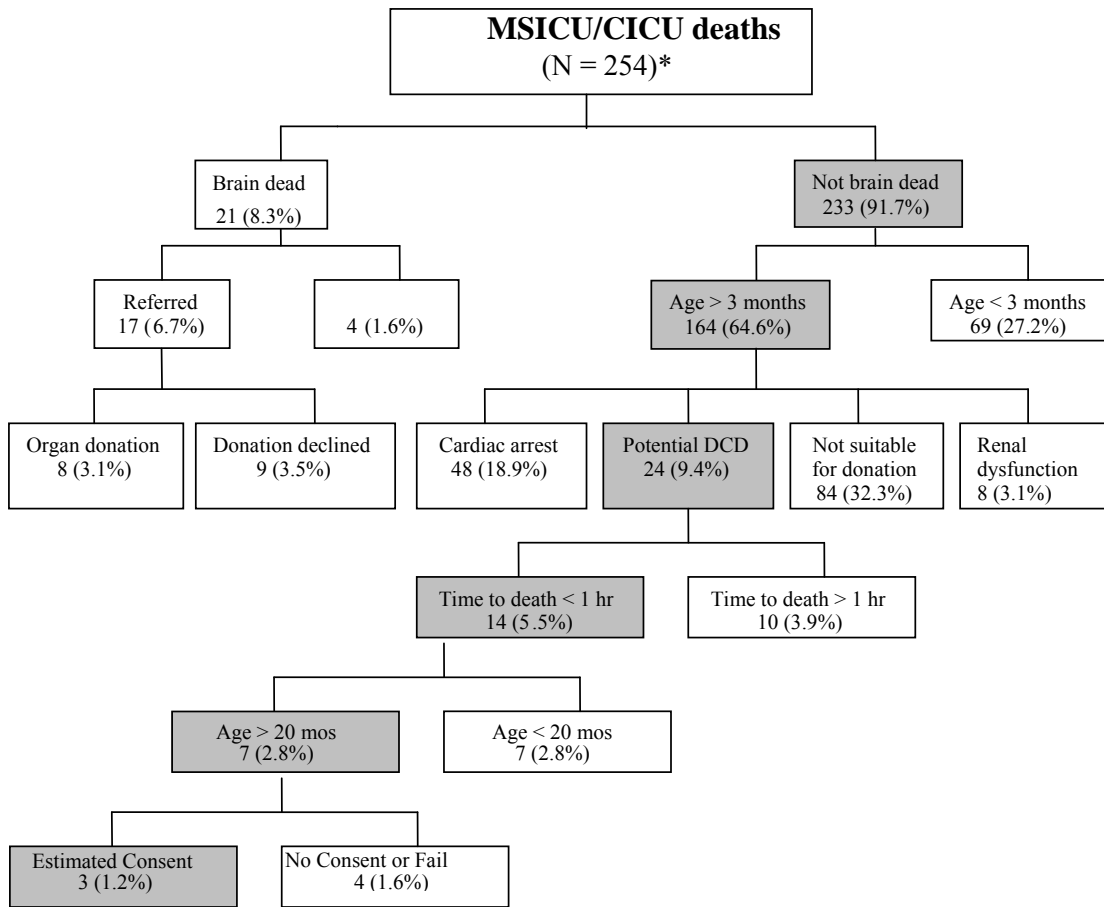 MSICU/CICU deaths
(N = 254)*
Brain dead
21 (8.3%)
Not brain dead
233 (91.7%)
Referred
17 (6.7%)
4 (1.6%)
Age > 3 months
164 (64.6%)
Age < 3 months
69 (27.2%)
Organ donation
8 (3.1%)
Donation declined
9 (3.5%)
Cardiac arrest
48 (18.9%)
Potential DCD
24 (9.4%)
Not suitable
for donation
84 (32.3%)
Renal
dysfunction
8 (3.1%)
Time to death < 1 hr
14 (5.5%)
Time to death > 1 hr
10 (3.9%)
Age > 20 mos
7 (2.8%)
Age < 20 mos
7 (2.8%)
Estimated Consent
3 (1.2%)
No Consent or Fail
4 (1.6%)